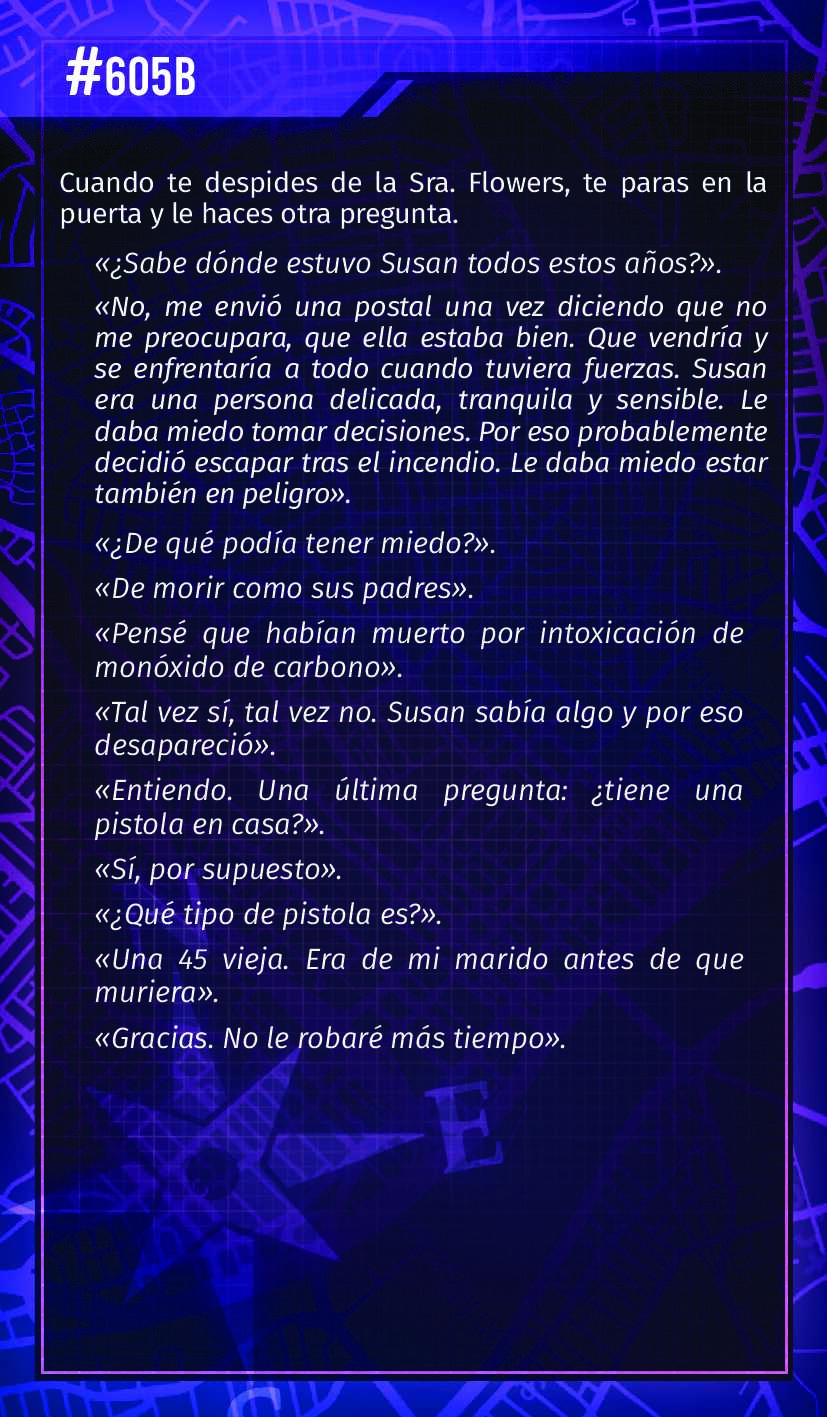 #605B
Cuando te despides de la Sra. Flowers, te paras en la
puerta y le haces otra pregunta.
«¿Sabe dónde estuvo Susan todos estos años?».
«No, me envió una postal una vez diciendo que no
me preocupara, que ella estaba bien. Que vendría y
se enfrentaría a todo cuando tuviera fuerzas. Susan
era una persona delicada, tranquila y sensible. Le
daba miedo tomar decisiones. Por eso probablemente
decidió escapar tras el incendio. Le daba miedo estar
también en peligro».
«¿De qué podía tener miedo?».
«De morir como sus padres».
«Pensé que habían muerto por intoxicación de
monóxido de carbono».
«Tal vez sí, tal vez no. Susan sabía algo y por eso
desapareció».
«Entiendo. Una última pregunta: ¿tiene una
pistola en casa?».
«Sí, por supuesto».
«¿Qué tipo de pistola es?».
«Una 45 vieja. Era de mi marido antes de que
muriera».
«Gracias. No le robaré más tiempo».
E